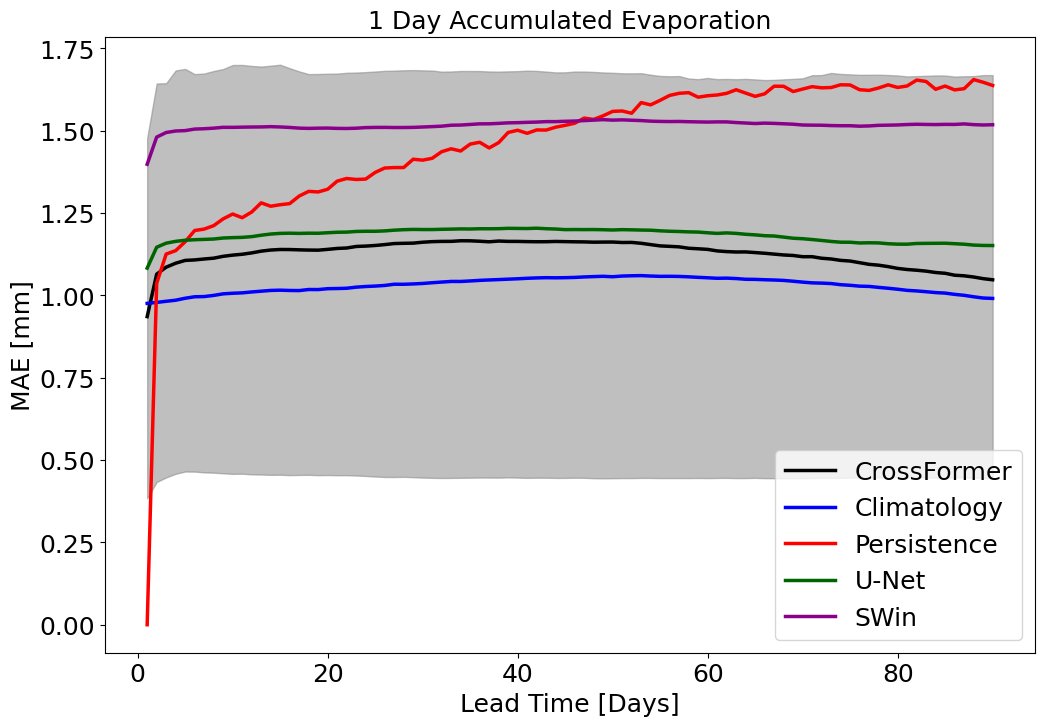 1 Day Accumulated Evaporation
MAE [mm]
1.75
1.50
1.25
1.00
0.75
0.50
0.25
0.00
0
20
40
60
80
Lead Time [Days]
CrossFormer
Climatology
Persistence
U-Net
SWin